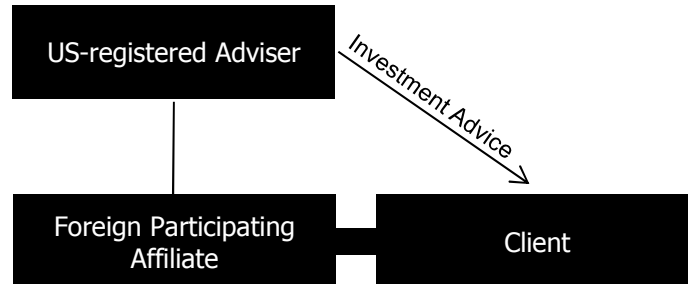 US-registered Adviser
Investment Advice
Foreign Participating
Affiliate
Client